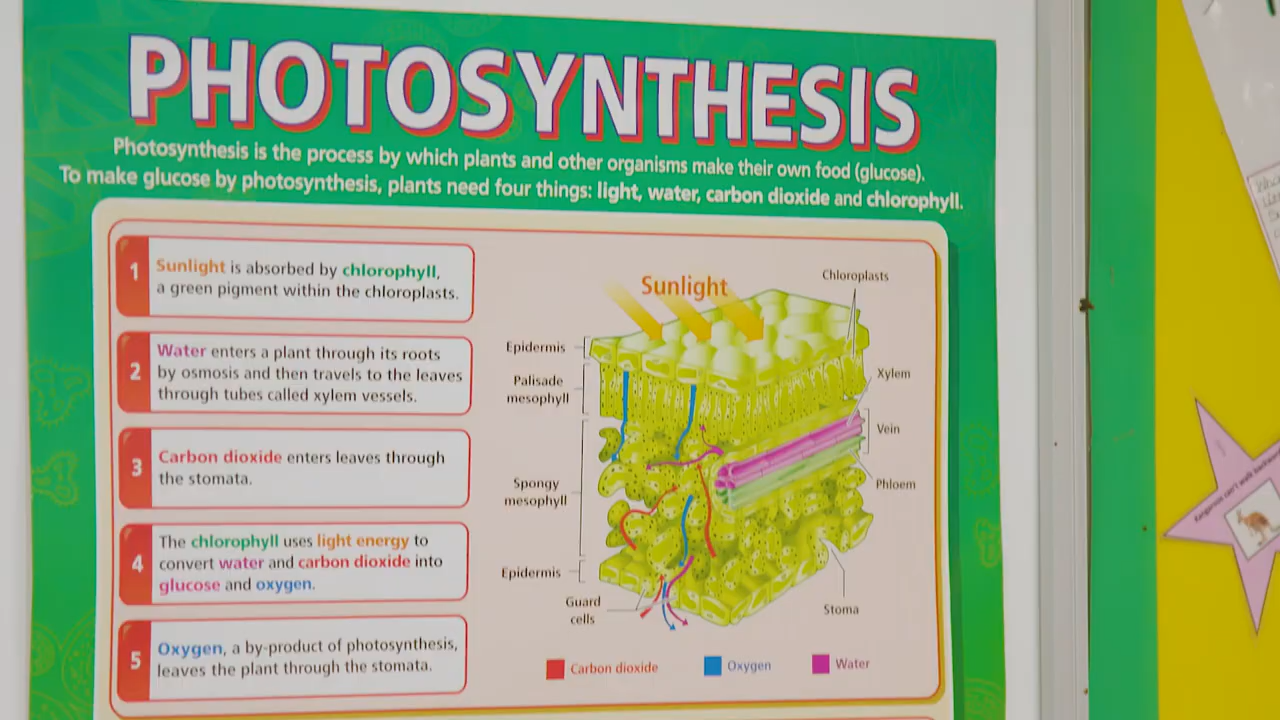 PHOTOSYNTHESIS
Photosynthesis is the process by which plants and other organisms make their own food (glucose).
To make glucose by photosynthesis, plants need four things: light, water, carbon dioxide and chlorophyll.
1
Sunlight is absorbed by chlorophyll,
a green pigment within the chloroplasts.
2
Water enters a plant through its roots
by osmosis and then travels to the leaves
through tubes called xylem vessels.
3
Carbon dioxide enters leaves through
the stomata.
4
The chlorophyll uses light energy to
convert water and carbon dioxide into
glucose and oxygen.
5
Oxygen, a by-product of photosynthesis,
leaves the plant through the stomata.
Sunlight
Chloroplasts
Epidermis
Palisade
mesophyll
Xylem
Vein
Phloem
Spongy
mesophyll
Epidermis
Guard
cells
Stoma
Carbon dioxide
Oxygen
Water
Kangaroos can't walk backwards